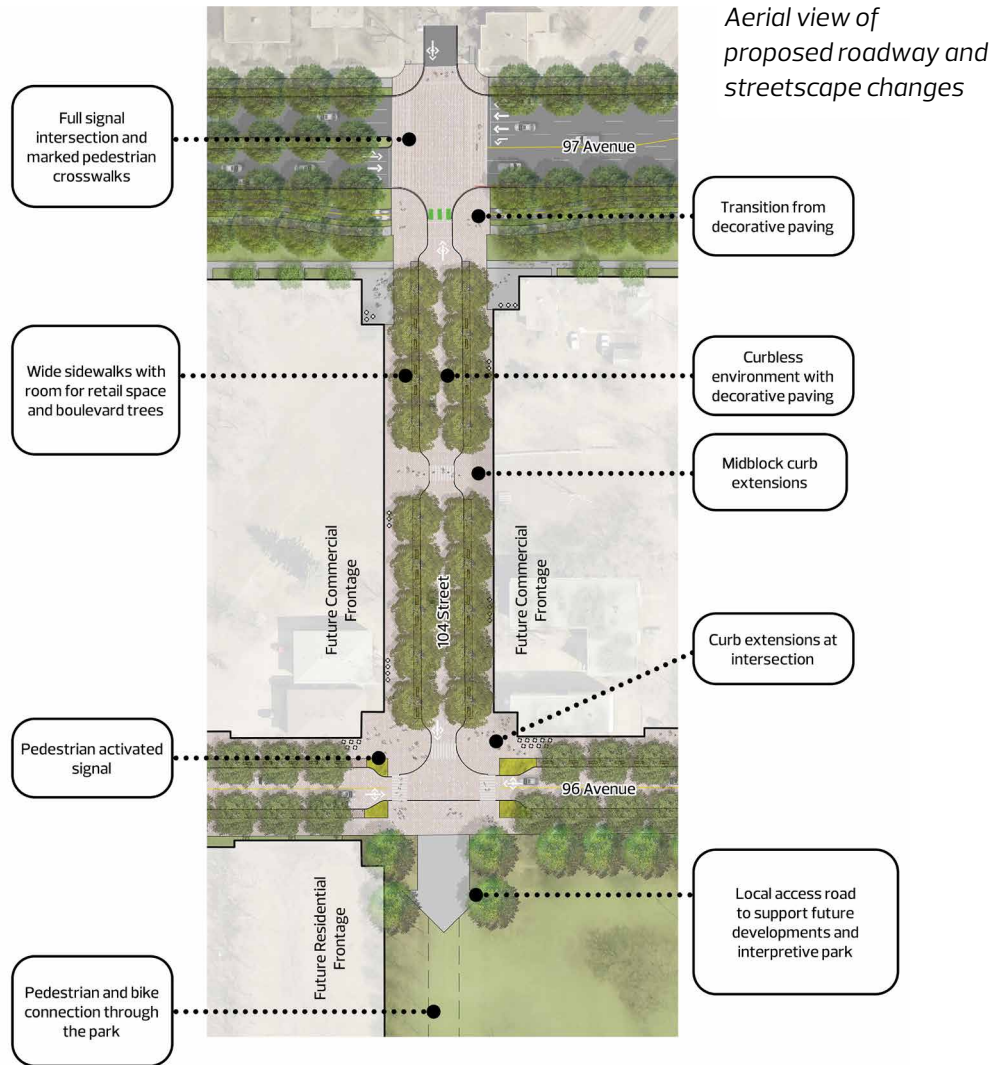 Aerial view of
proposed roadway and
streetscape changes
Full signal
intersection and
marked pedestrian
crosswalks
97 Avenue
Transition from
decorative paving
Wide sidewalks with
room for retail space
and boulevard trees
Curbless
environment with
decorative paving
Midblock curb
extensions
Future Commercial
Frontage
104 Street
Future Commercial
Frontage
Curb extensions at
intersection
Pedestrian activated
signal
96 Avenue
Local access road
to support future
developments and
interpretive park
Future Residential
Frontage
Pedestrian and bike
connection through
the park